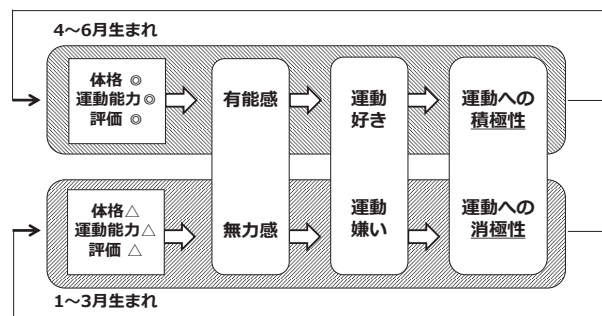 4～6月生まれ
体格 ◎
運動能力◎
評価 ◎
有能感
運動
好き
運動への
積極性
体格△
運動能力△
評価 △
無力感
運動
嫌い
運動への
消極性
1～3月生まれ